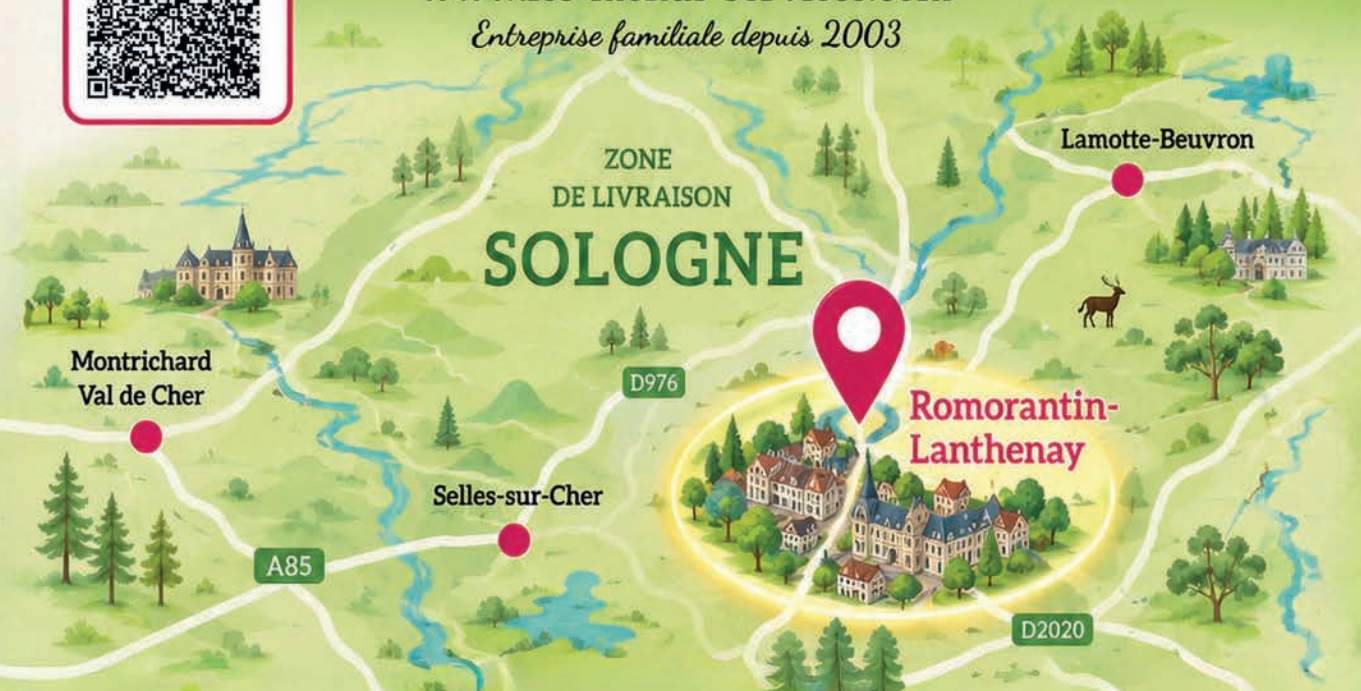 Entreprise familiale depuis 2003
Lamotte-Beuvron
ZONE
DE LIVRAISON
SOLOGNE
Montrichard
Val de Cher
D976
Romorantin-
Lanthenay
Selles-sur-Cher
A85
D2020